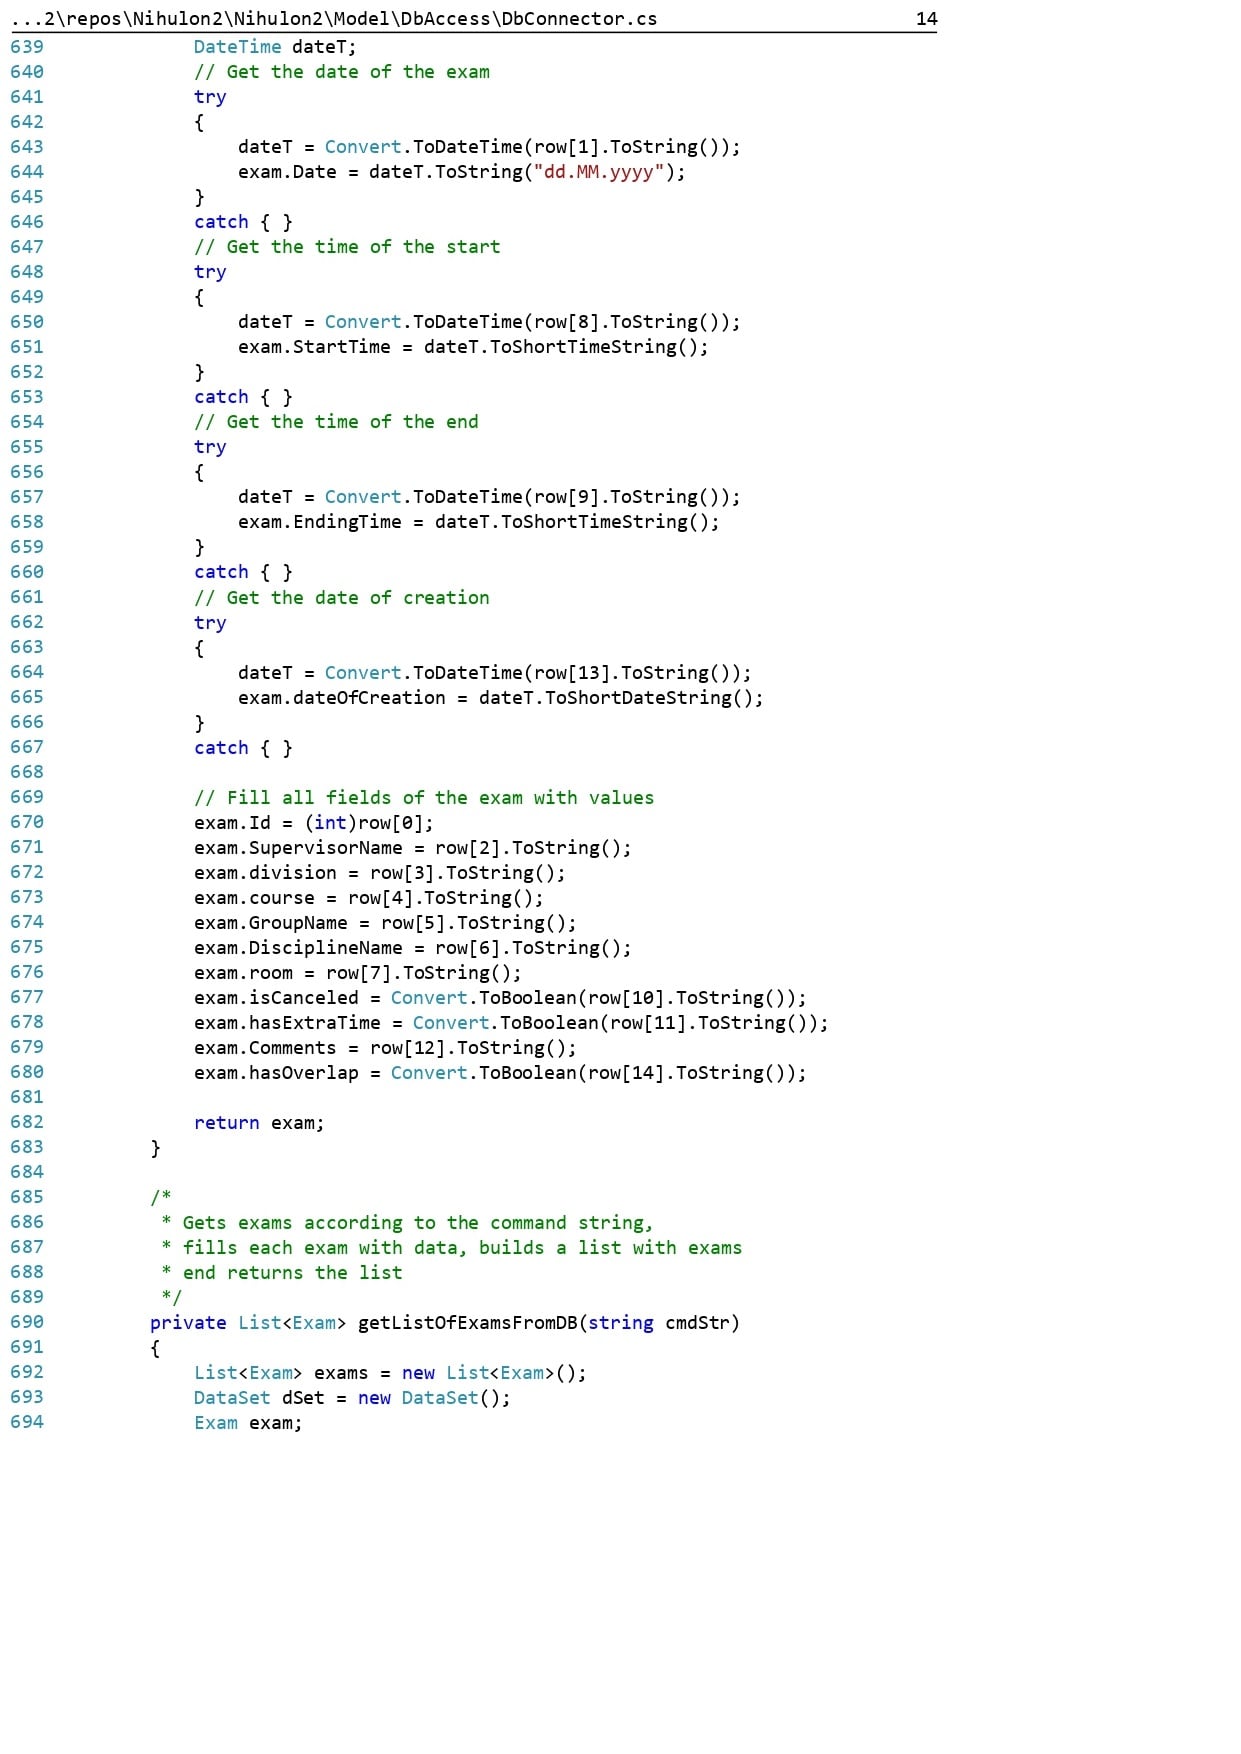 ...2\repos\Nihulon2\Nihulon2\Model\DbAccess\DbConnector.cs 14
639 DateTime dateT;
640 // Get the date of the exam
641 try
642 {
643 dateT = Convert.ToDateTime(row[1].ToString());
644 exam.Date = dateT.ToString("dd.MM.yyyy");
645 }
646 catch { }
647 // Get the time of the start
648 try
649 {
650 dateT = Convert.ToDateTime(row[8].ToString());
651 exam.StartTime = dateT.ToShortTimeString();
652 }
653 catch { }
654 // Get the time of the end
655 try
656 {
657 dateT = Convert.ToDateTime(row[9].ToString());
658 exam.EndingTime = dateT.ToShortTimeString();
659 }
660 catch { }
661 // Get the date of creation
662 try
663 {
664 dateT = Convert.ToDateTime(row[13].ToString());
665 exam.dateOfCreation = dateT.ToShortDateString();
666 }
667 catch { }
668
669 // Fill all fields of the exam with values
670 exam.Id = (int)row[0];
671 exam.SupervisorName = row[2].ToString();
672 exam.division = row[3].ToString();
673 exam.course = row[4].ToString();
674 exam.GroupName = row[5].ToString();
675 exam.DisciplineName = row[6].ToString();
676 exam.room = row[7].ToString();
677 exam.isCanceled = Convert.ToBoolean(row[10].ToString());
678 exam.hasExtraTime = Convert.ToBoolean(row[11].ToString());
679 exam.Comments = row[12].ToString();
680 exam.hasOverlap = Convert.ToBoolean(row[14].ToString());
681
682 return exam;
683 }
684
685 /*
686 * Gets exams according to the command string,
687 * fills each exam with data, builds a list with exams
688 * end returns the list
689 */
690 private List<Exam> getListOfExamsFromDB(string cmdStr)
691 {
692 List<Exam> exams = new List<Exam>();
693 DataSet dSet = new DataSet();
694 Exam exam;